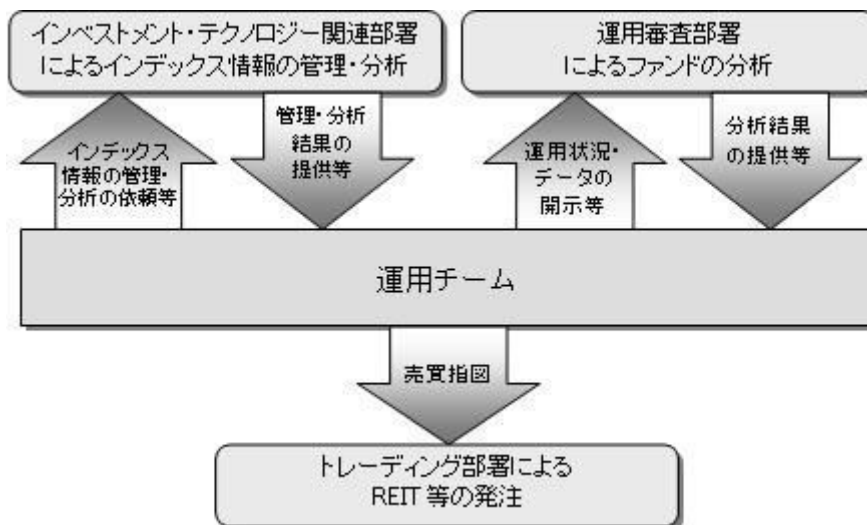 インベストメント・テクノロジー関連部署
によるインデックス情報の管理・分析
運用審査部署
によるファンドの分析
インデックス
情報の管理・
分析の依頼等
管理・分析
結果の
提供等
運用状況・
データの
開示等
分析結果
の提供等
運用チーム
売買指図
トレーディング部署による
REIT等の発注